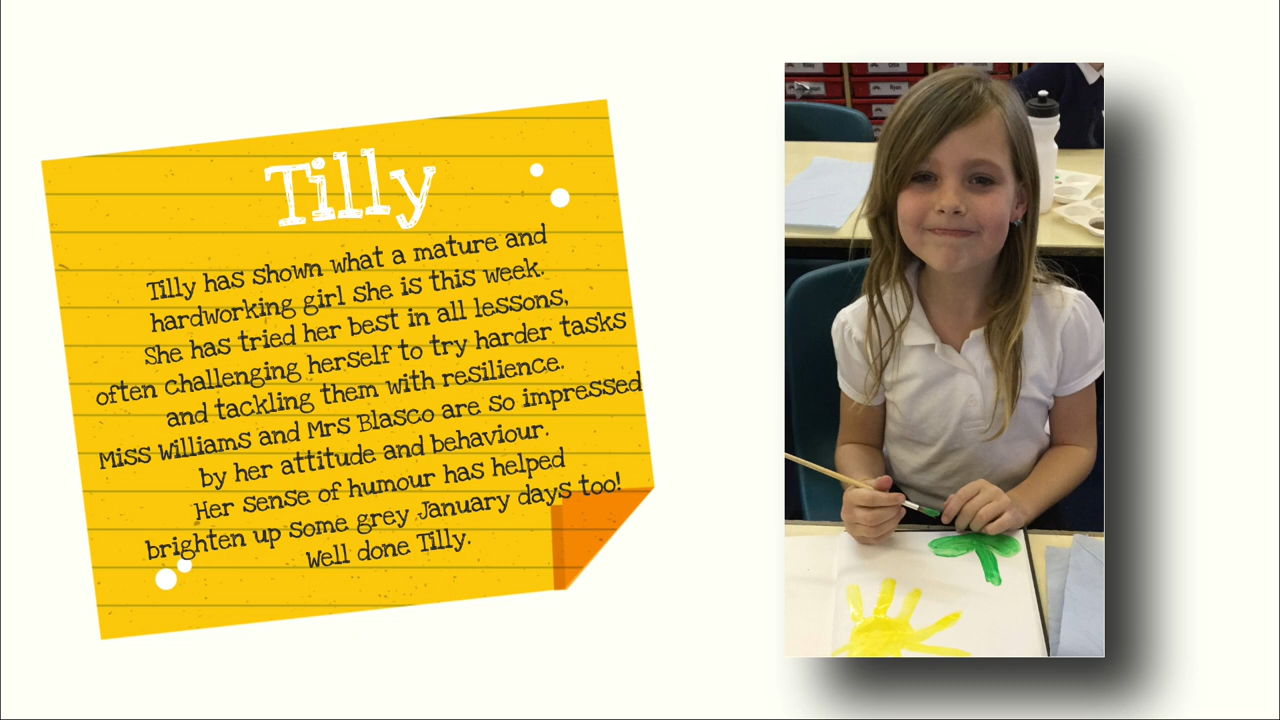 Tilly
Tilly has shown what a mature and
hardworking girl she is this week.
She has tried her best in all lessons,
often challenging herself to try harder tasks
and tackling them with resilience.
Miss Williams and Mrs Blasco are so impressed
by her attitude and behaviour.
Her sense of humour has helped
brighten up some grey January days too!
Well done Tilly.
Ryan